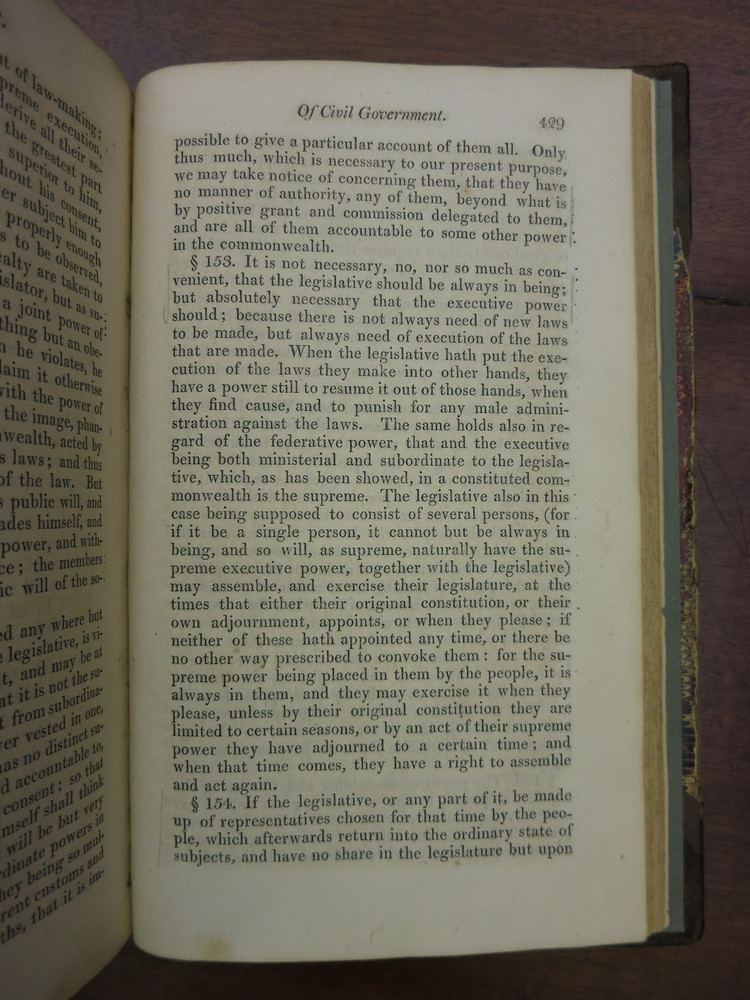 t of law-making;
preme execution,
derive all their se-
the greatest part
superior to him,
hout his consent,
er subject him to
properly enough
s to be observed,
ealty are taken to
islator, but as su-
a joint power of
thing but an obe-
n he violates, he
laim it otherwise
with the power of
the image, phan-
wealth, acted by
s laws; and thus
of the law. But
s public will, and
ades himself, and
power, and with-
ce; the members
ic will of the so-
ed any where but
e legislative, is vi-
t, and may be at
at it is not the su-
t from subordina-
er vested in one,
has no distinct su-
d accountable to,
consent; so that
mself shall think
will be but very
rdinate powers in
hey being so mul-
rent customs and
ths, that it is im-
Of Civil Government. 429
possible to give a particular account of them all. Only
thus much, which is necessary to our present purpose,
we may take notice of concerning them, that they have
no manner of authority, any of them, beyond what is
by positive grant and commission delegated to them,
and are all of them accountable to some other power
in the commonwealth.
§ 153. It is not necessary, no, nor so much as con-
venient, that the legislative should be always in being;
but absolutely necessary that the executive power
should; because there is not always need of new laws
to be made, but always need of execution of the laws
that are made. When the legislative hath put the exe-
cution of the laws they make into other hands, they
have a power still to resume it out of those hands, when
they find cause, and to punish for any male admini-
stration against the laws. The same holds also in re-
gard of the federative power, that and the executive
being both ministerial and subordinate to the legisla-
tive, which, as has been showed, in a constituted com-
monwealth is the supreme. The legislative also in this
case being supposed to consist of several persons, (for
if it be a single person, it cannot but be always in
being, and so will, as supreme, naturally have the su-
preme executive power, together with the legislative)
may assemble, and exercise their legislature, at the
times that either their original constitution, or their
own adjournment, appoints, or when they please; if
neither of these hath appointed any time, or there be
no other way prescribed to convoke them: for the su-
preme power being placed in them by the people, it is
always in them, and they may exercise it when they
please, unless by their original constitution they are
limited to certain seasons, or by an act of their supreme
power they have adjourned to a certain time; and
when that time comes, they have a right to assemble
and act again.
§ 154. If the legislative, or any part of it, be made
up of representatives chosen for that time by the peo-
ple, which afterwards return into the ordinary state of
subjects, and have no share in the legislature but upon